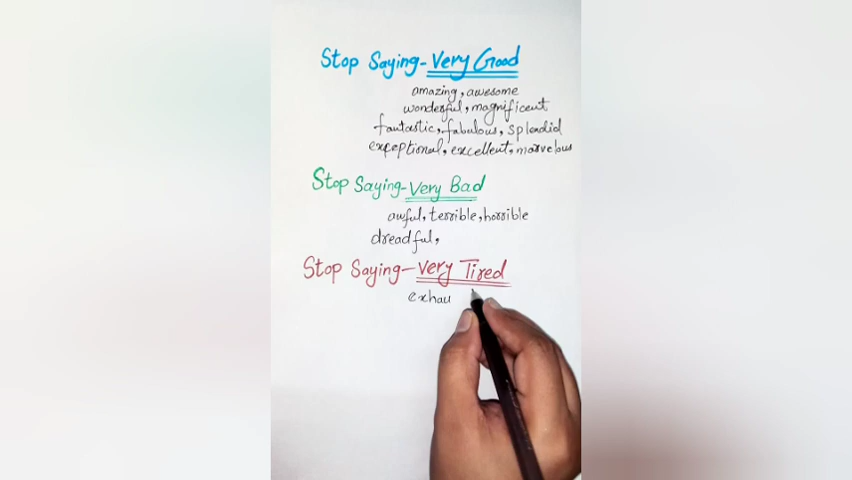 Stop Saying-Very Good
amazing, awesome
wonderful, magnificent
fantastic, fabulous, splendid
exceptional, excellent, marvelous
Stop Saying-Very Bad
awful, terrible, horrible
dreadful,
Stop Saying-Very Tired
exhau